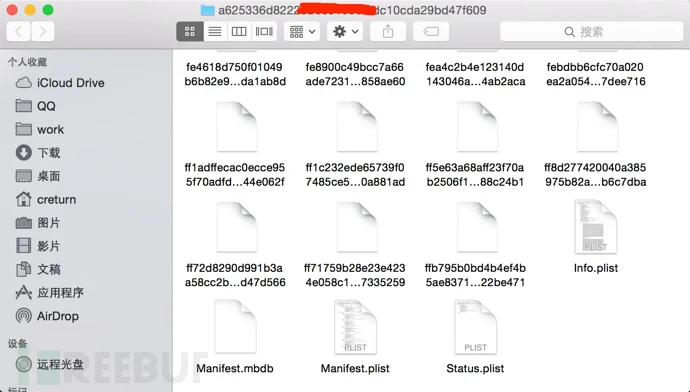 a625336d8222
dc10cda29bd47f609
搜索
个人收藏
iCloud Drive
QQ
work
下载
桌面
creturn
图片
影片
文稿
应用程序
AirDrop
设备
远程光盘
fe4618d750f01049
b6b82e9...da1ab8d
fe8900c49bcc7a66
ade7231...858ae60
fea4c2b4e123140d
143046a...4ab2aca
febdbb6cfc70a020
ea2a054...7dee716
ff1adffecac0ecce95
5f70adfd...44e062f
ff1c232ede65739f0
7485ce5...0a881ad
ff5e63a68aff23f70a
b2506f1...88c24b1
ff8d277420040a385
975b82a...b6c7dba
ff72d8290d991b3a
a58cc2b...d47d566
ff71759b28e23e423
4e058c1...7335259
ffb795b0bd4b4ef4b
5ae8371...22be471
PLIST
Info.plist
Manifest.mbdb
PLIST
Manifest.plist
PLIST
Status.plist
REEBUF